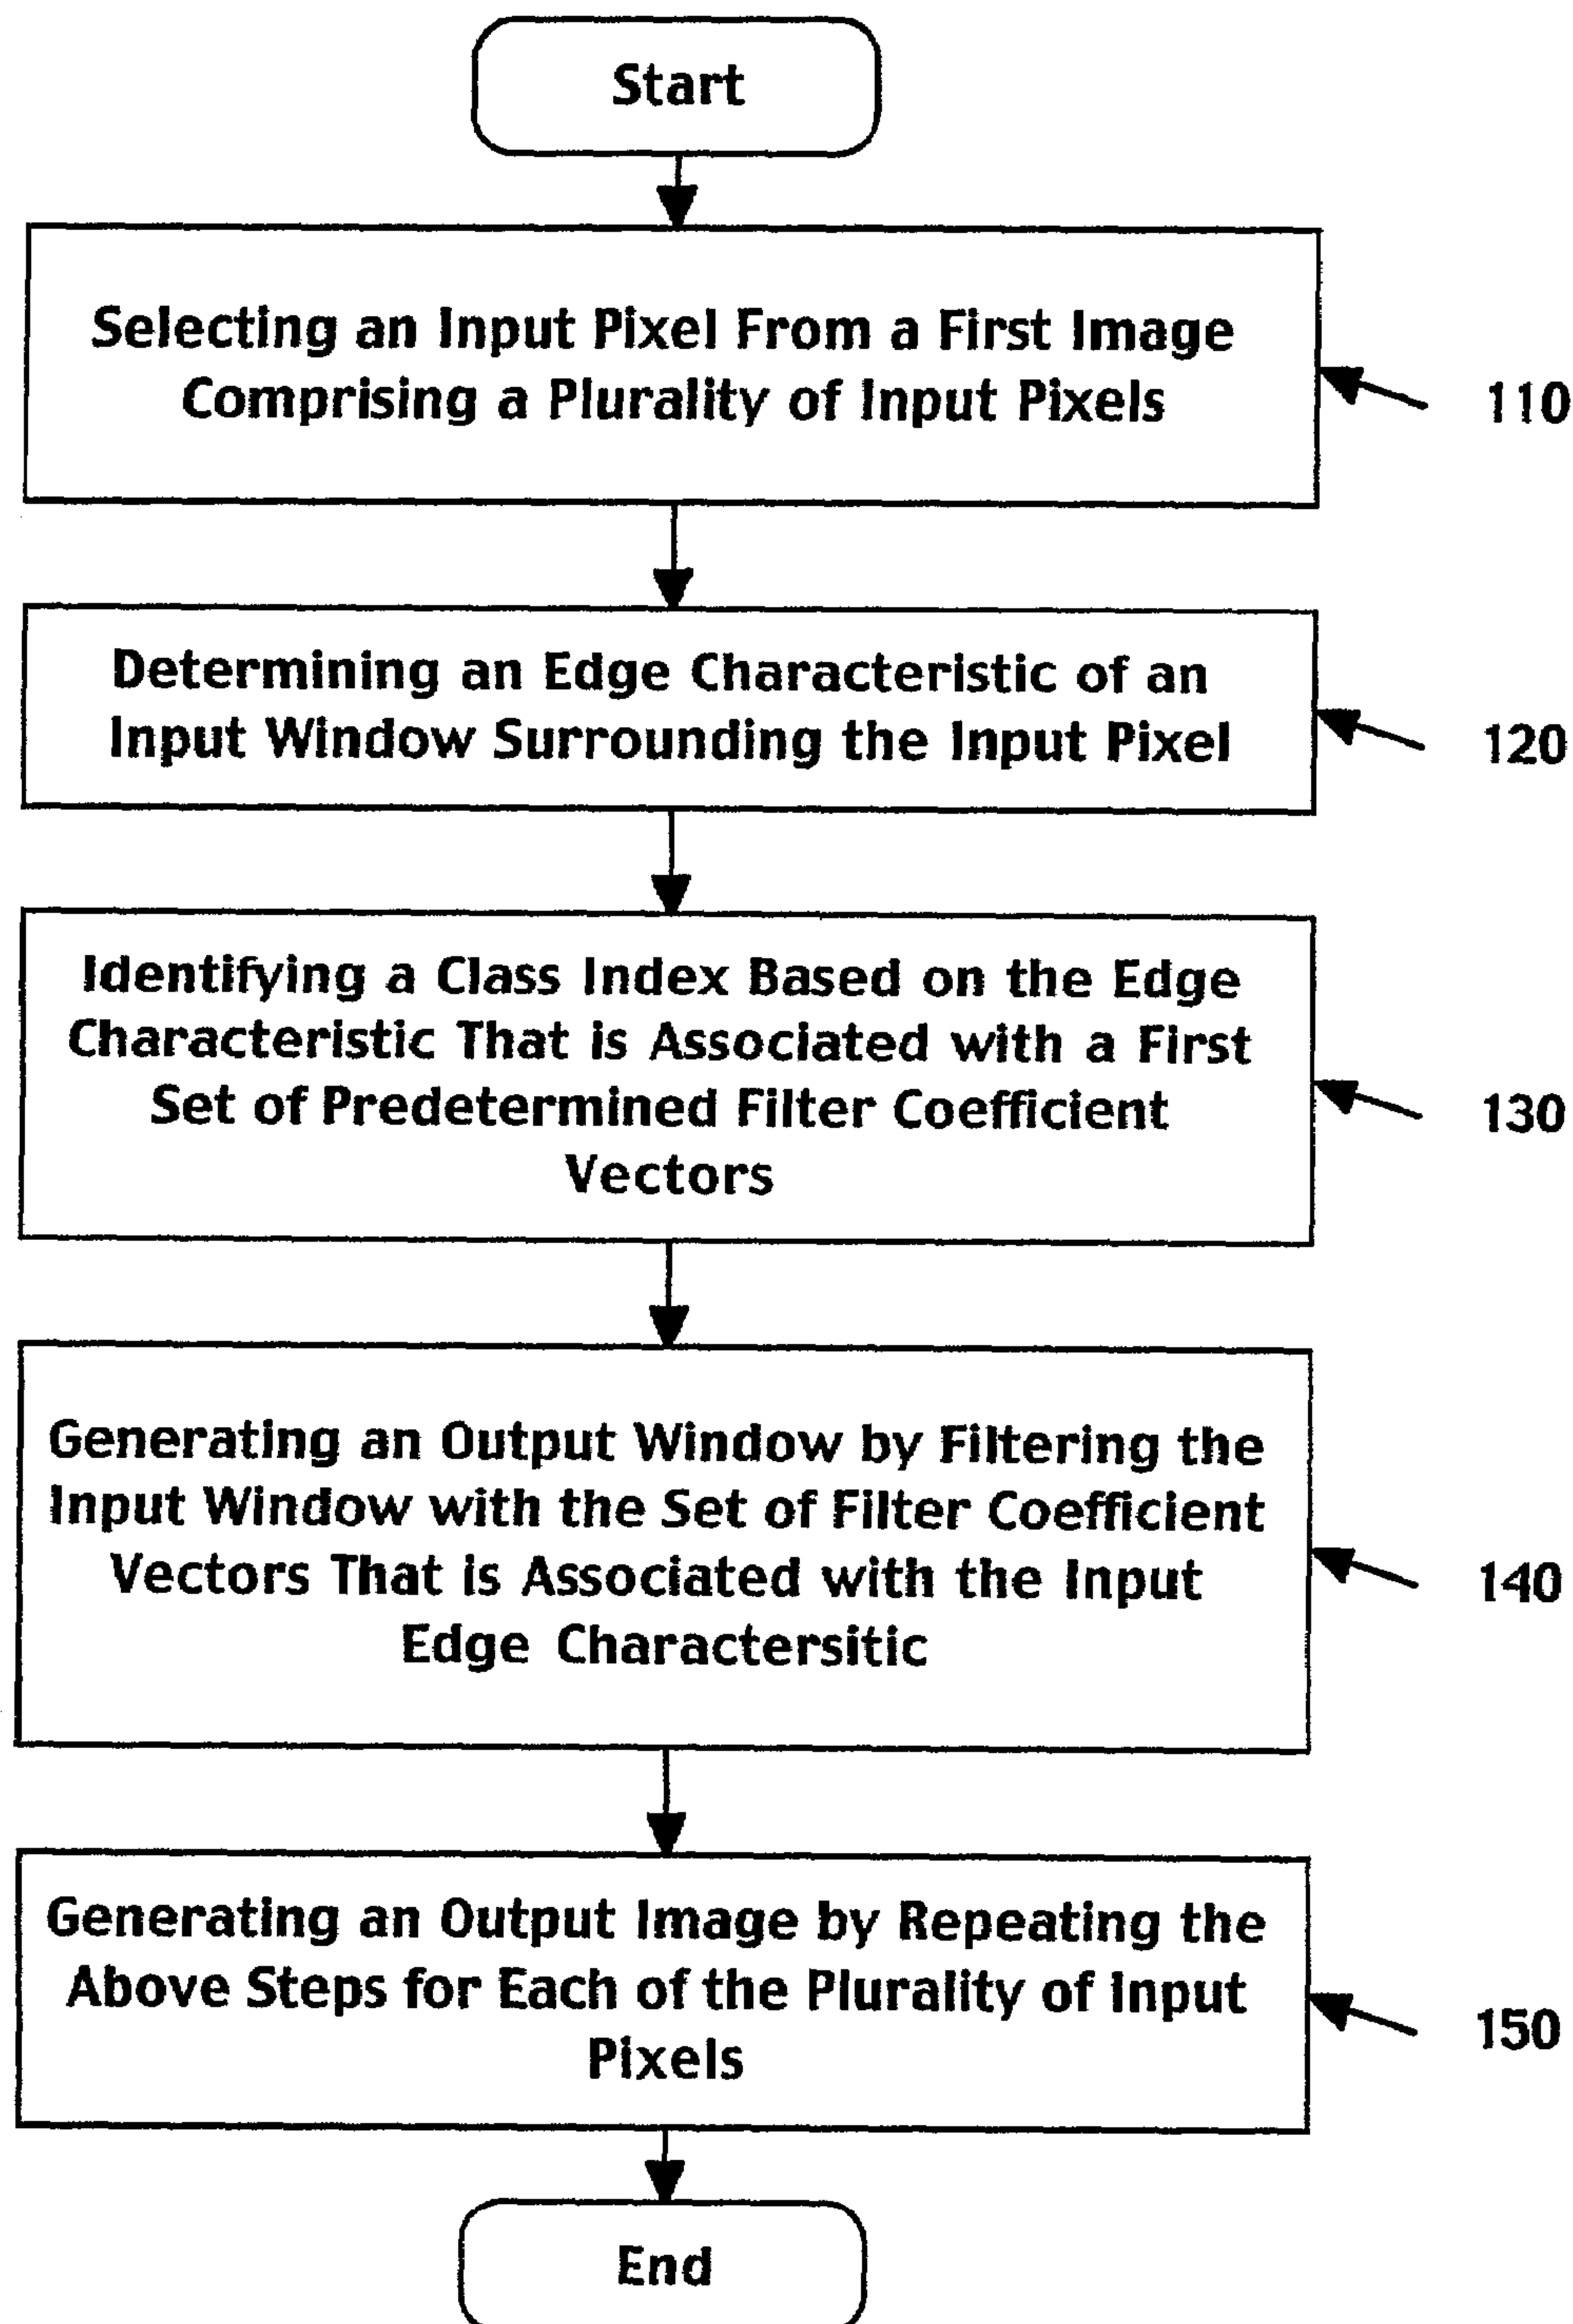 Start
Selecting an Input Pixel From a First Image
Comprising a Plurality of Input Pixels
110
Determining an Edge Characteristic of an
Input Window Surrounding the Input Pixel
120
Identifying a Class Index Based on the Edge
Characteristic That is Associated with a First
Set of Predetermined Filter Coefficient
Vectors
130
Generating an Output Window by Filtering the
Input Window with the Set of Filter Coefficient
Vectors That is Associated with the Input
Edge Charactersitic
140
Generating an Output Image by Repeating the
Above Steps for Each of the Plurality of Input
Pixels
150
End